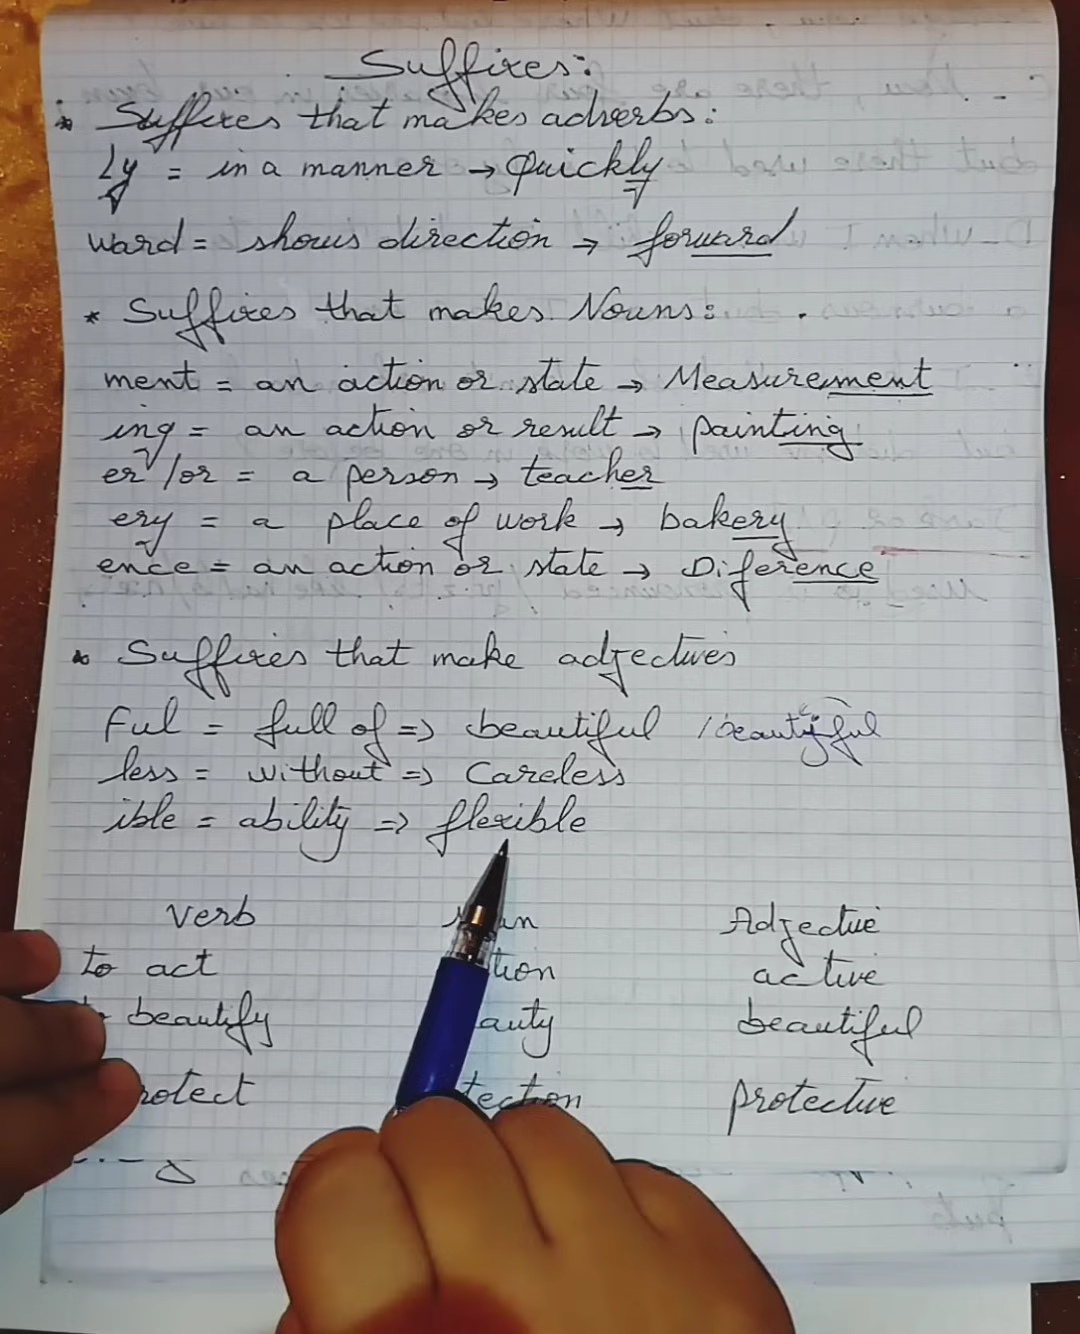 Suffixes:
* Suffixes that makes adverbs:
Ly = in a manner → Quickly
ward = shows direction → forward
* Suffixes that makes Nouns:
ment = an action or state → Measurement
ing = an action or result → painting
er /or = a person → teacher
ery = a place of work → bakery
ence = an action or state → Diference
* Suffixes that make adjectives
Ful = full of => beautiful / beautyful
less = without => Careless
ible = ability => flexible
Verb Adjective
to act tion active
beautify auty beautiful
rotect tection protective